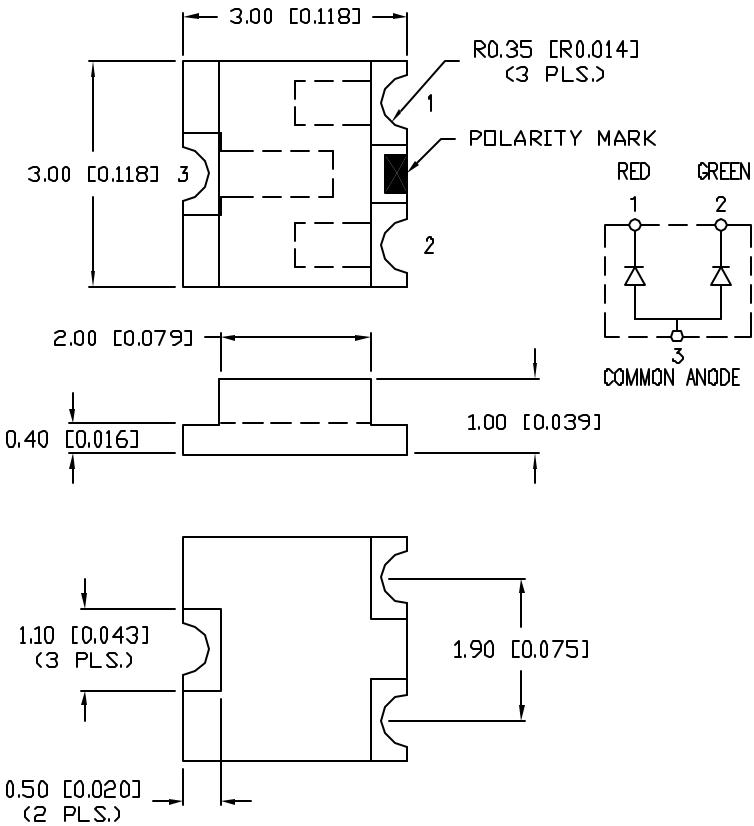 3.00 [0.118]
R0.35 [R0.014]
(3 PLS.)
1
POLARITY MARK
3.00 [0.118]
3
2
RED
GREEN
1
2
3
COMMON ANODE
2.00 [0.079]
1.00 [0.039]
0.40 [0.016]
1.10 [0.043]
(3 PLS.)
1.90 [0.075]
0.50 [0.020]
(2 PLS.)